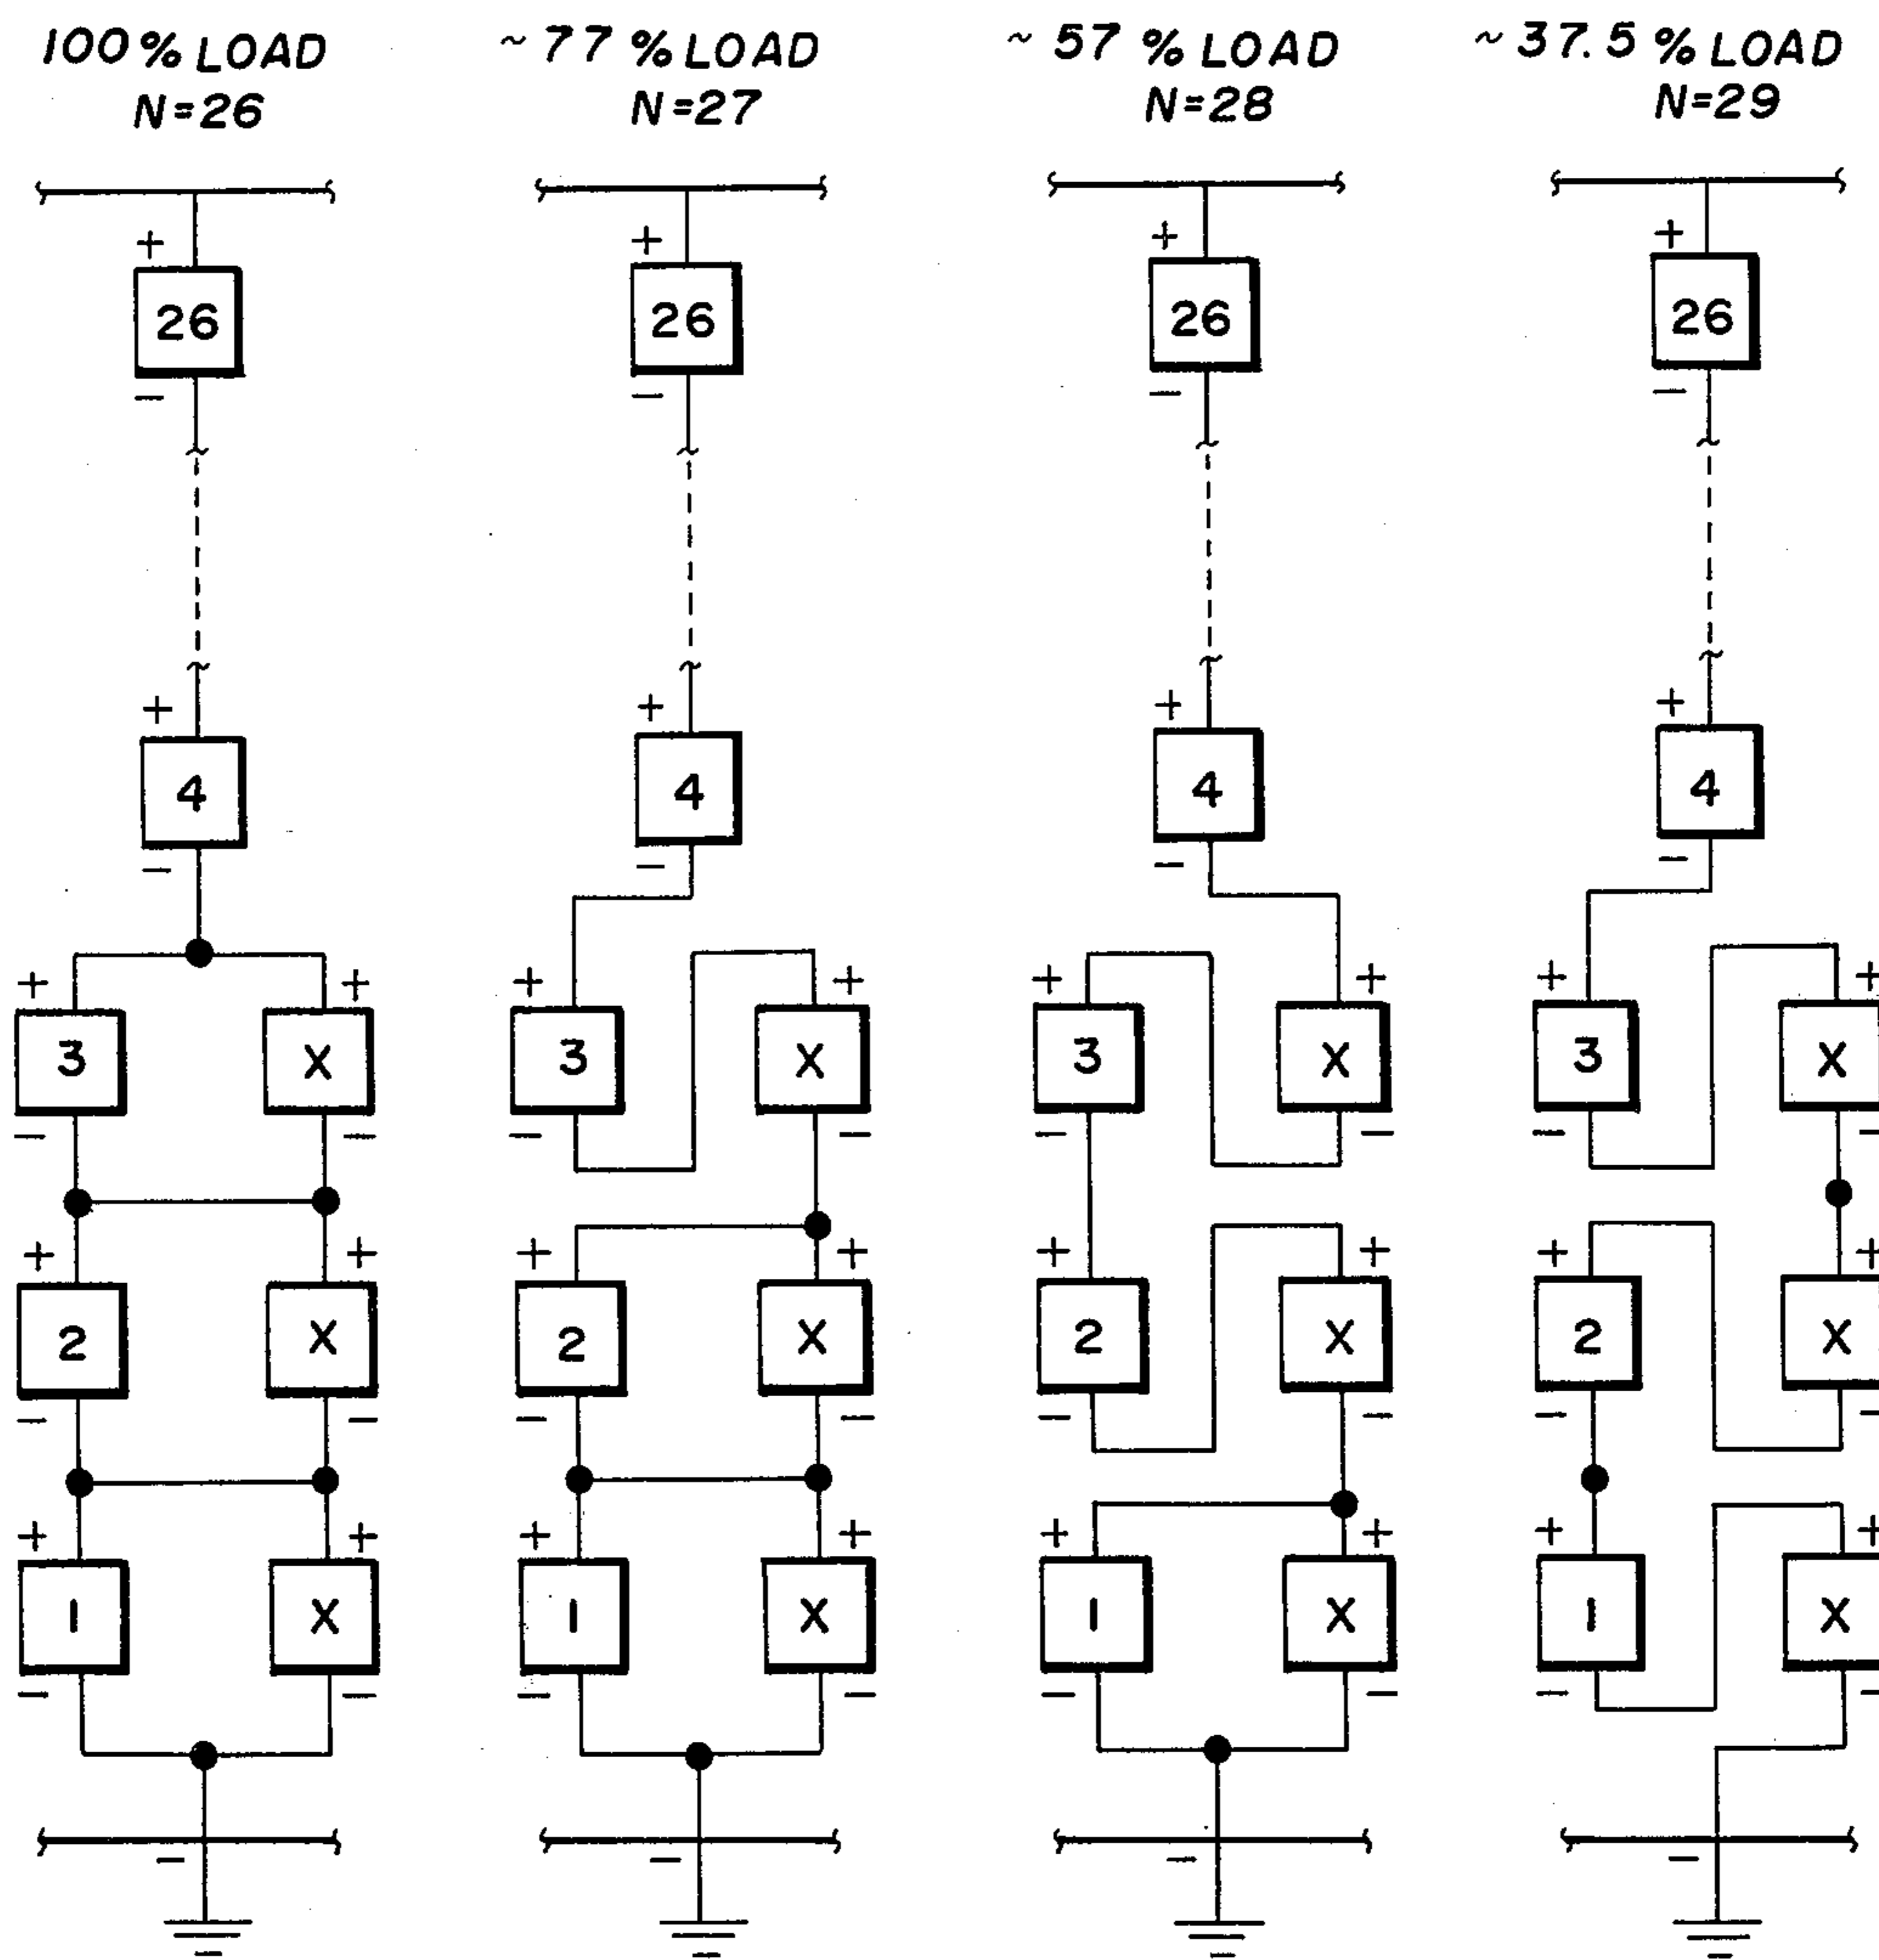 100% LOAD
N=26
~77% LOAD
N=27
~57% LOAD
N=28
~37.5% LOAD
N=29
+ + + +
26 26 26 26
− − − −
+ + + +
4 4 4 4
− − − −
+ + + + + + + +
3 X 3 X 3 X 3 X
− − − − − − − −
+ + + + + + + +
2 X 2 X 2 X 2 X
− − − − − − − −
+ + + + + + + +
1 X 1 X 1 X 1 X
− − − − − − − −
− − − −